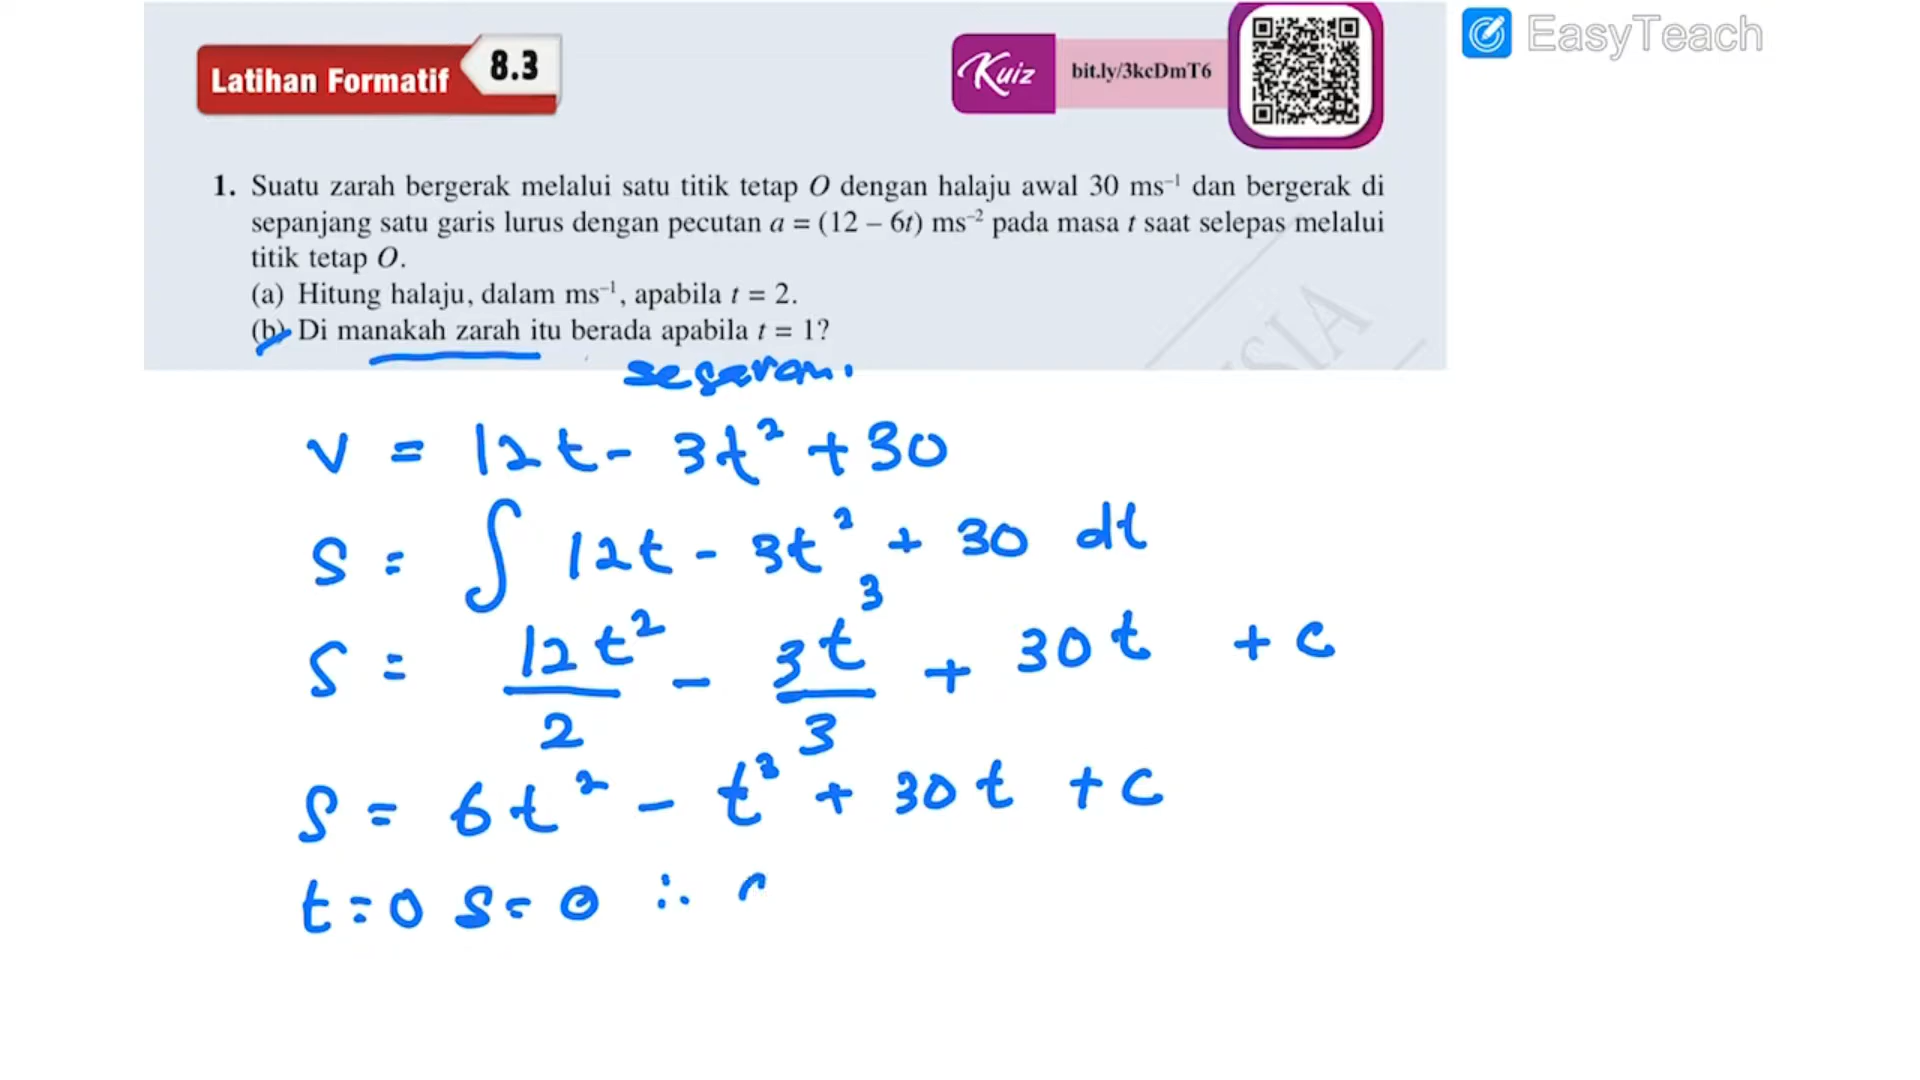 EasyTeach
Latihan Formatif 8.3
Kuiz bit.ly/3kcDmT6
1. Suatu zarah bergerak melalui satu titik tetap O dengan halaju awal 30 ms⁻¹ dan bergerak di
sepanjang satu garis lurus dengan pecutan a = (12 – 6t) ms⁻² pada masa t saat selepas melalui
titik tetap O.
(a) Hitung halaju, dalam ms⁻¹, apabila t = 2.
(b) Di manakah zarah itu berada apabila t = 1?
v = 12t - 3t² + 30
s = ∫ 12t - 3t² + 30 dt
s = 12t²/2 - 3t³/3 + 30t + c
s = 6t² - t³ + 30t + c
t=0 s=0 ∴